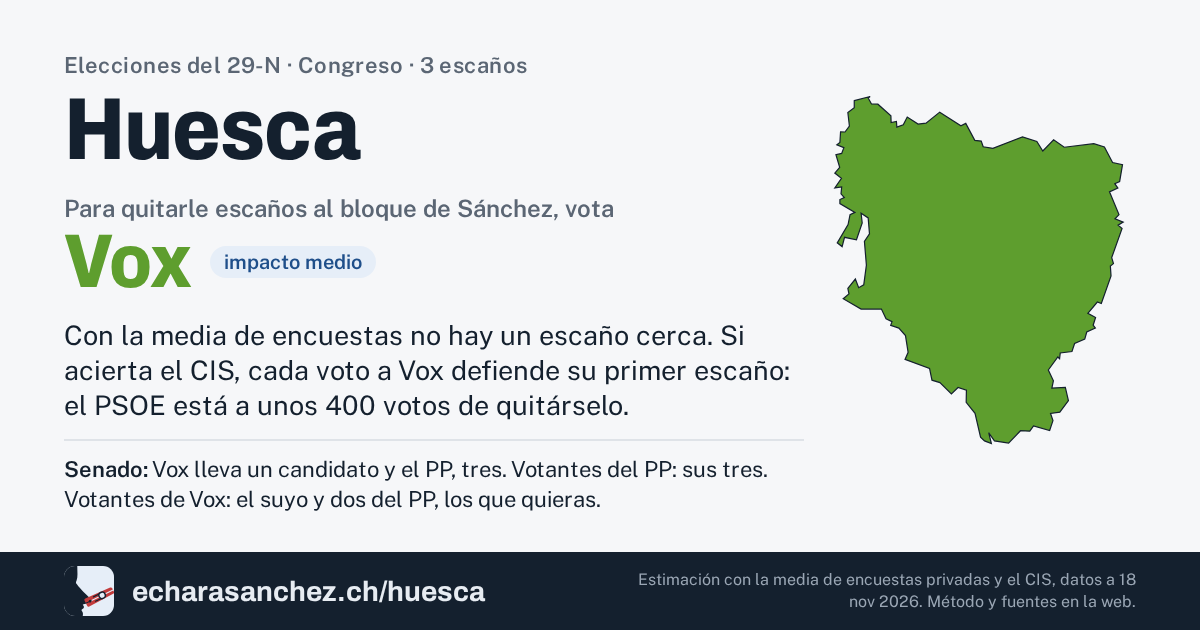 Elecciones del 29-N · Congreso · 3 escaños
Huesca
Para quitarle escaños al bloque de Sánchez, vota
Vox impacto medio
Con la media de encuestas no hay un escaño cerca. Si
acierta el CIS, cada voto a Vox defiende su primer escaño:
el PSOE está a unos 400 votos de quitárselo.
Senado: Vox lleva un candidato y el PP, tres. Votantes del PP: sus tres.
Votantes de Vox: el suyo y dos del PP, los que quieras.
echarasanchez.ch/huesca
Estimación con la media de encuestas privadas y el CIS, datos a 18
nov 2026. Método y fuentes en la web.